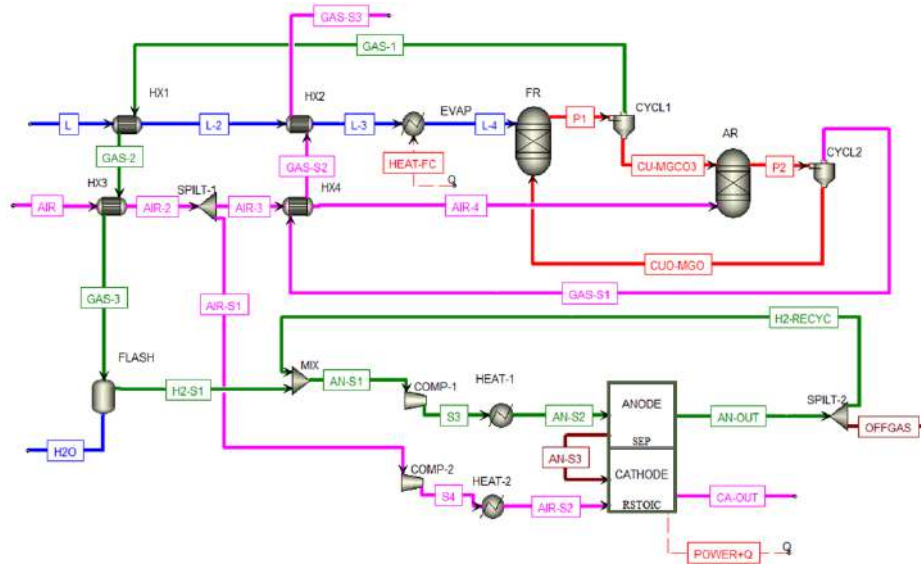 GAS-S3
GAS-1
HX1
HX2
FR
CYCL1
L
L-2
L-3
EVAP
L-4
P1
AR
CYCL2
GAS-2
GAS-S2
HEAT-FC
Q
CU-MGCO3
P2
HX3
SPILT-1
HX4
AIR
AIR-2
AIR-3
AIR-4
CUO-MGO
GAS-3
AIR-S1
GAS-S1
H2-RECYC
FLASH
MIX
H2-S1
AN-S1
COMP-1
HEAT-1
SPILT-2
S3
AN-S2
ANODE
AN-OUT
OFFGAS
SEP
H2O
AN-S3
COMP-2
HEAT-2
CATHODE
S4
AIR-S2
RSTOIC
CA-OUT
POWER+Q
Q